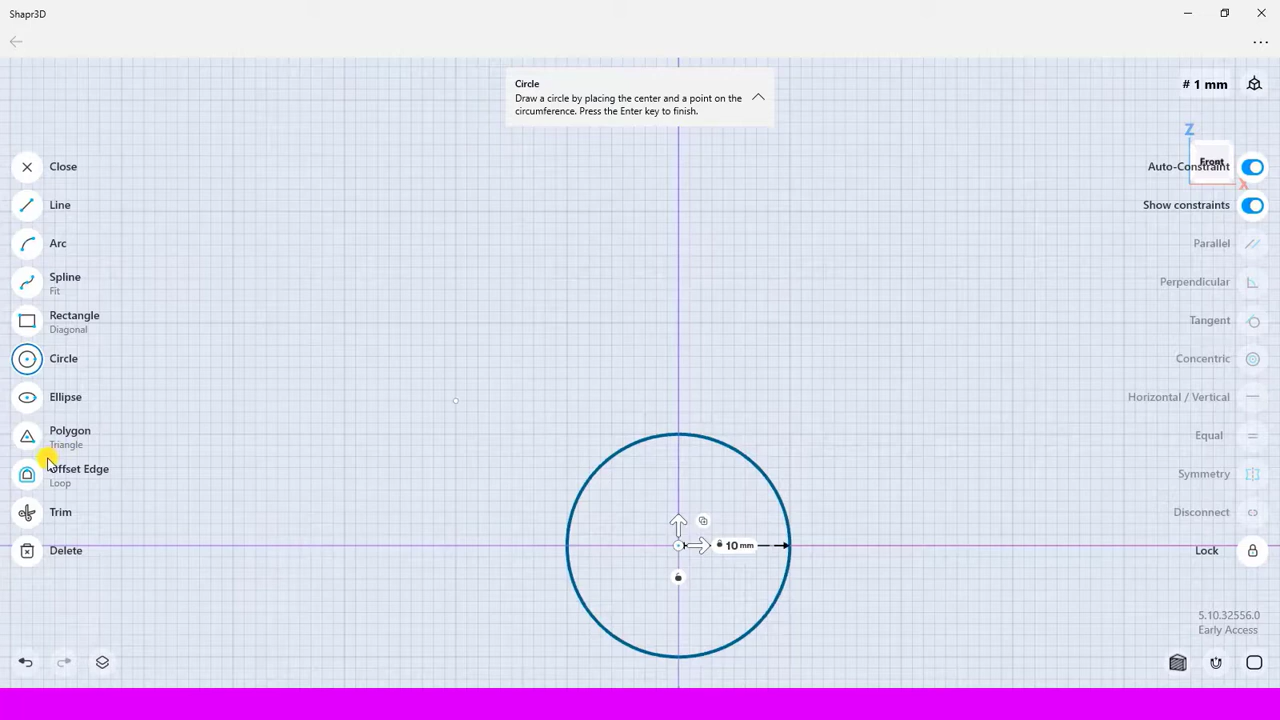 Shapr3D
Circle
Draw a circle by placing the center and a point on the
circumference. Press the Enter key to finish.
# 1 mm
Z
Front
X
Close
Line
Arc
Spline
Fit
Rectangle
Diagonal
Circle
Ellipse
Polygon
Triangle
Offset Edge
Loop
Trim
Delete
10 mm
Auto-Constraint
Show constraints
Parallel
Perpendicular
Tangent
Concentric
Horizontal / Vertical
Equal
Symmetry
Disconnect
Lock
5.10.32556.0
Early Access